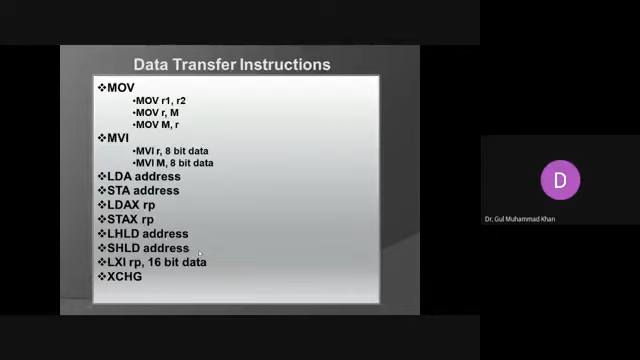 Data Transfer Instructions
❖MOV
•MOV r1, r2
•MOV r, M
•MOV M, r
❖MVI
•MVI r, 8 bit data
•MVI M, 8 bit data
❖LDA address
❖STA address
❖LDAX rp
❖STAX rp
❖LHLD address
❖SHLD address
❖LXI rp, 16 bit data
❖XCHG
D
Dr. Gul Muhammad Khan